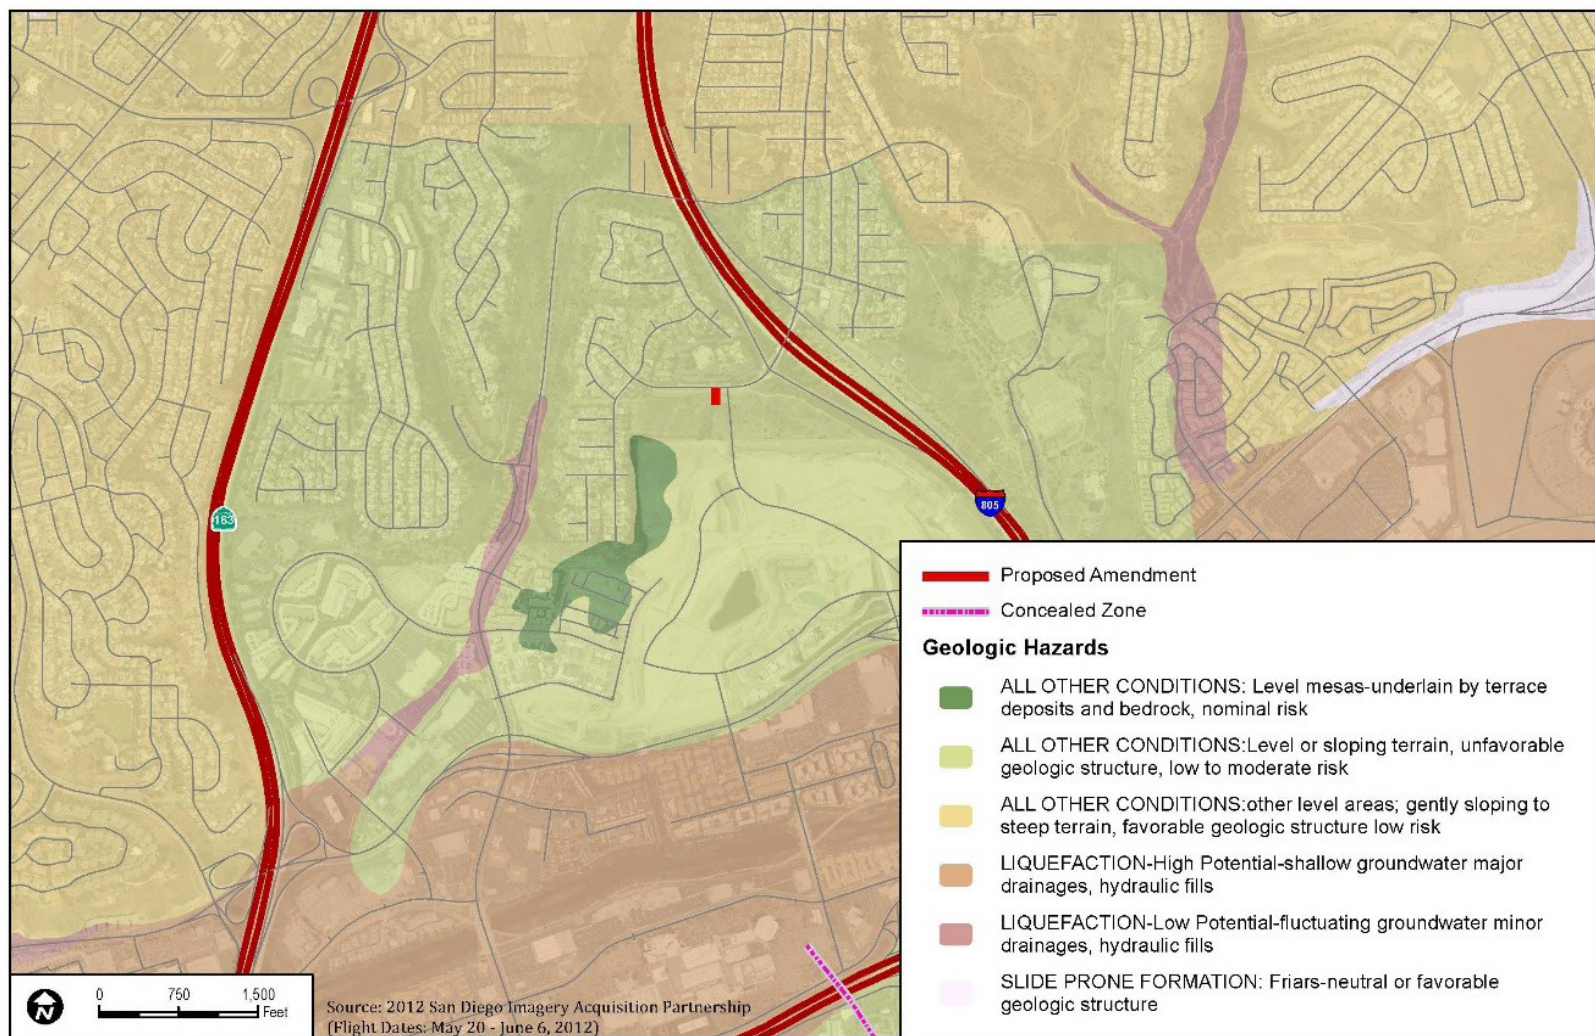 163
805
Proposed Amendment
Concealed Zone
Geologic Hazards
ALL OTHER CONDITIONS: Level mesas-underlain by terrace
deposits and bedrock, nominal risk
ALL OTHER CONDITIONS:Level or sloping terrain, unfavorable
geologic structure, low to moderate risk
ALL OTHER CONDITIONS:other level areas; gently sloping to
steep terrain, favorable geologic structure low risk
LIQUEFACTION-High Potential-shallow groundwater major
drainages, hydraulic fills
LIQUEFACTION-Low Potential-fluctuating groundwater minor
drainages, hydraulic fills
SLIDE PRONE FORMATION: Friars-neutral or favorable
geologic structure
N
0 750 1,500
Feet
Source: 2012 San Diego Imagery Acquisition Partnership
(Flight Dates: May 20 - June 6, 2012)